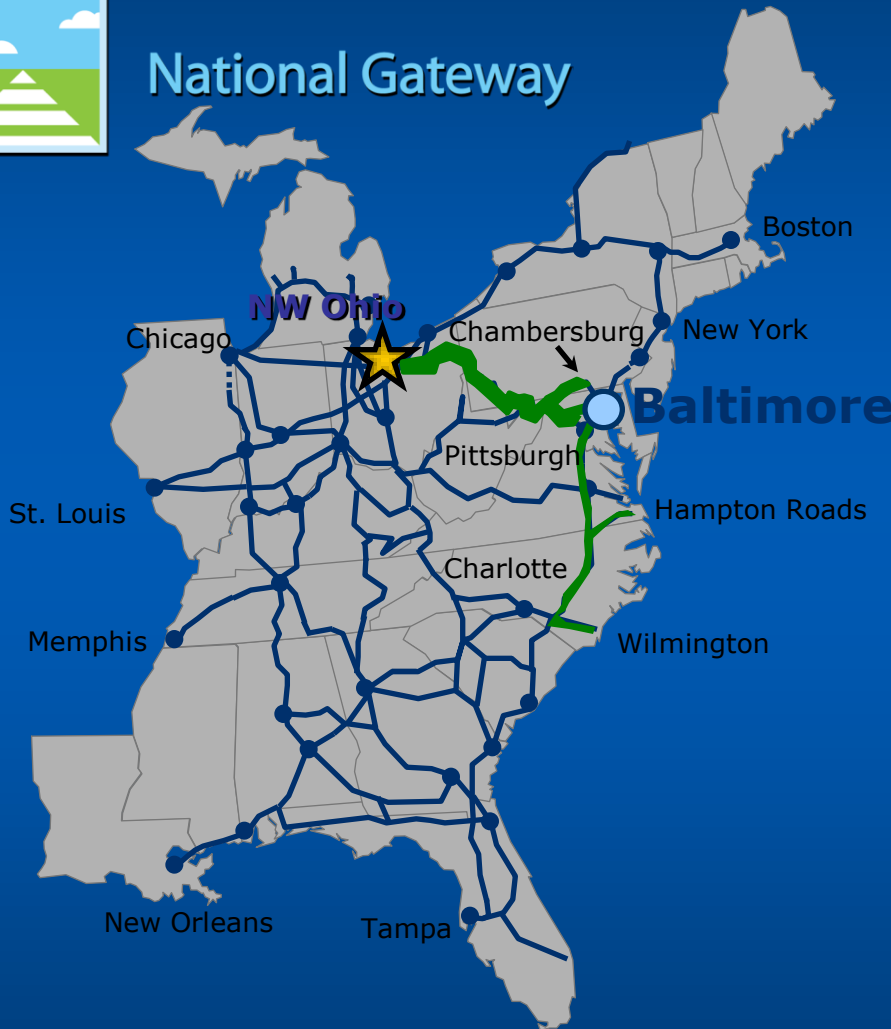 National Gateway
Boston
NW Ohio
Chambersburg
New York
Chicago
Baltimore
Pittsburgh
St. Louis
Hampton Roads
Charlotte
Memphis
Wilmington
New Orleans
Tampa